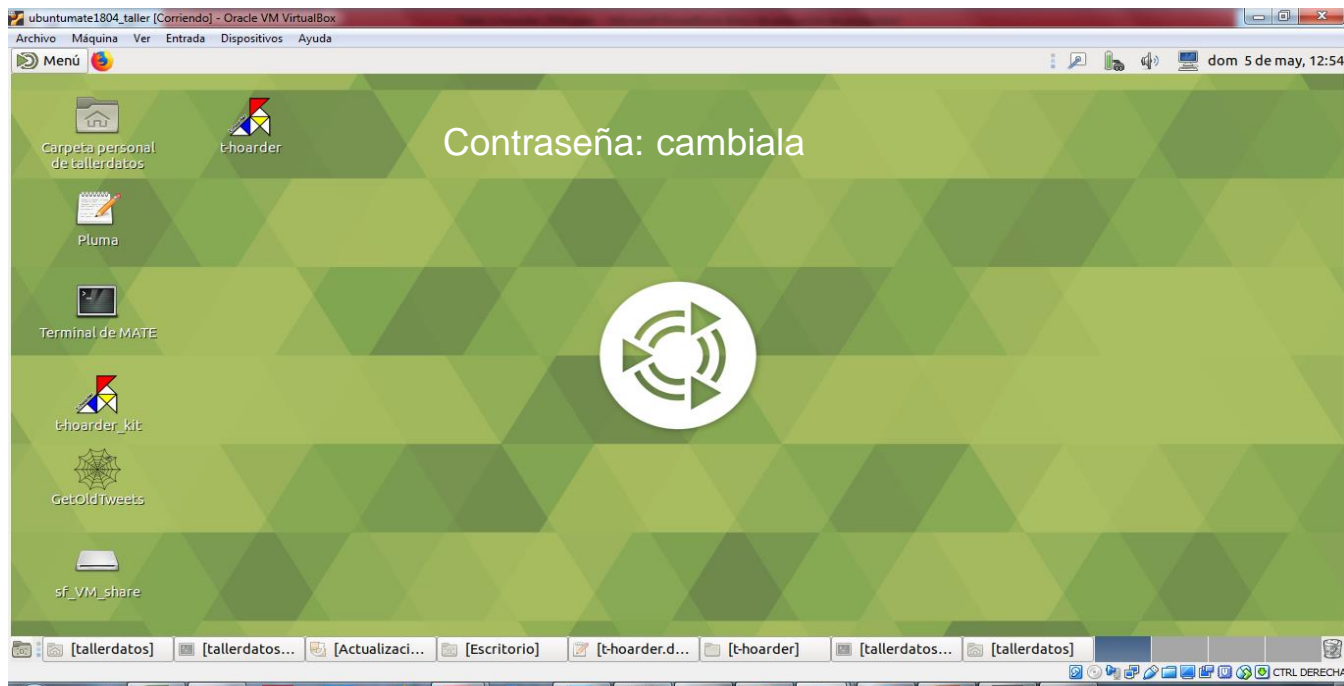 ubuntumate1804_taller [Corriendo] - Oracle VM VirtualBox
Archivo Máquina Ver Entrada Dispositivos Ayuda
Menú dom 5 de may, 12:54
Carpeta personal
de tallerdatos
t-hoarder
Contraseña: cambiala
Pluma
Terminal de MATE
t-hoarder_kit
GetOldTweets
sf_VM_share
[tallerdatos] [tallerdatos... [Actualizaci... [Escritorio] [t-hoarder.d... [t-hoarder] [tallerdatos... [tallerdatos]
CTRL DERECHA